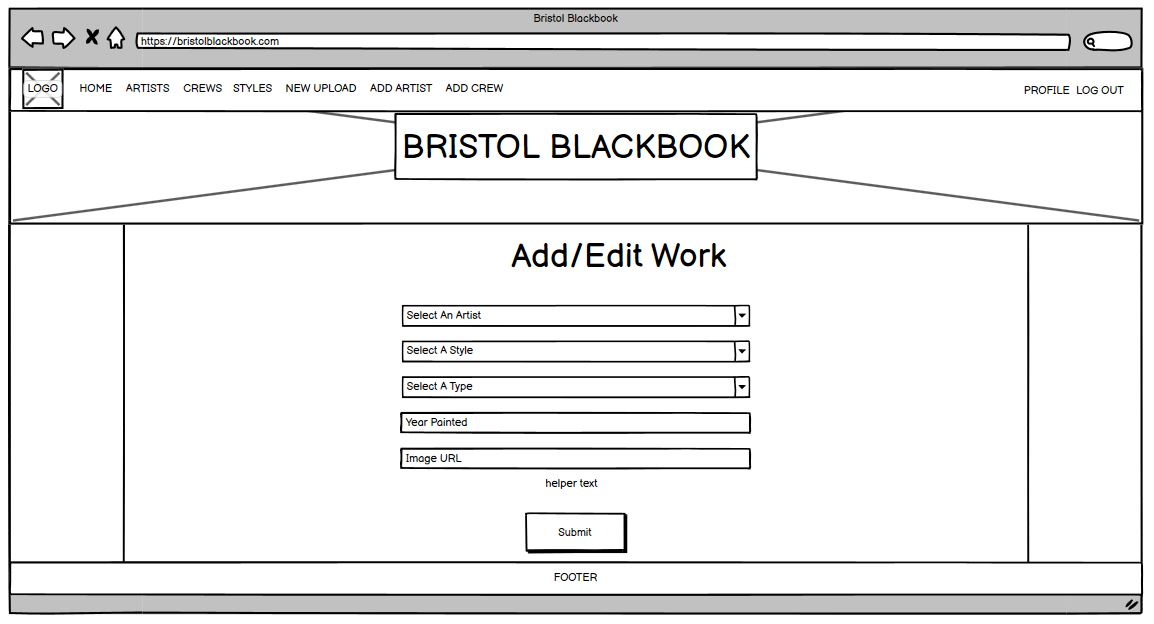 Bristol Blackbook
https://bristolblackbook.com
LOGO HOME ARTISTS CREWS STYLES NEW UPLOAD ADD ARTIST ADD CREW PROFILE LOG OUT
BRISTOL BLACKBOOK
Add/Edit Work
Select An Artist
Select A Style
Select A Type
Year Painted
Image URL
helper text
Submit
FOOTER